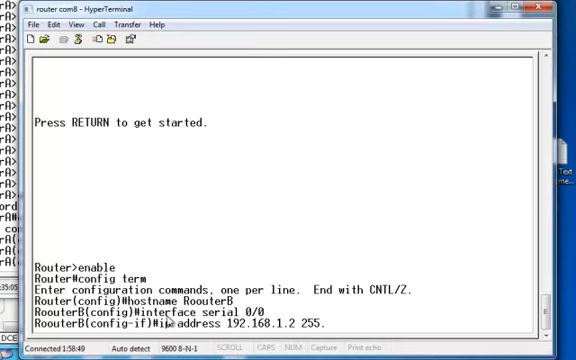 router com8 - HyperTerminal
File Edit View Call Transfer Help
Press RETURN to get started.
Router>enable
Router#config term
Enter configuration commands, one per line. End with CNTL/Z.
Router(config)#hostname RoouterB
RoouterB(config)#interface serial 0/0
RoouterB(config-if)#ip address 192.168.1.2 255.
Connected 1:58:49 Auto detect 9600 8-N-1 SCROLL CAPS NUM Capture Print echo
Text
DCE